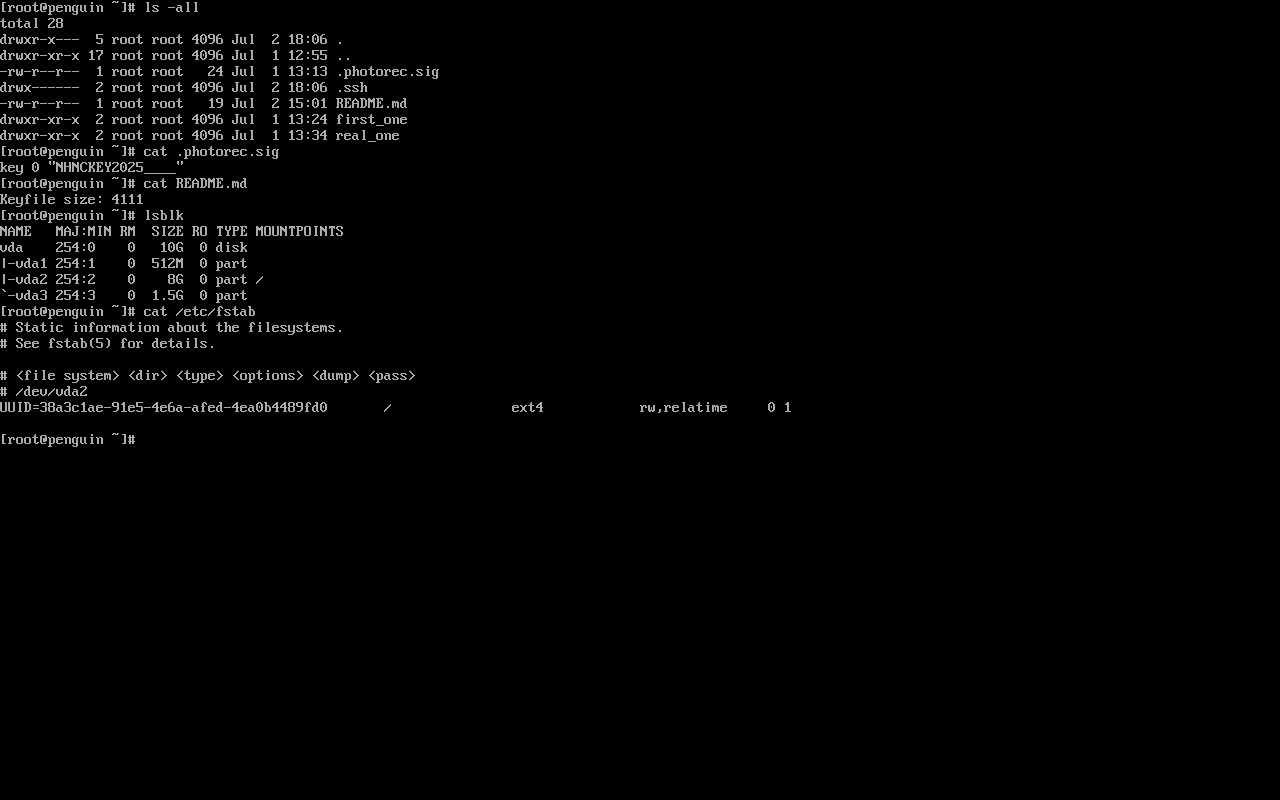 [root@penguin ~]# ls -all
total 28
drwxr-x---  5 root root 4096 Jul  2 18:06 .
drwxr-xr-x 17 root root 4096 Jul  1 12:55 ..
-rw-r--r--  1 root root   24 Jul  1 13:13 .photorec.sig
drwx------  2 root root 4096 Jul  2 18:06 .ssh
-rw-r--r--  1 root root   19 Jul  2 15:01 README.md
drwxr-xr-x  2 root root 4096 Jul  1 13:24 first_one
drwxr-xr-x  2 root root 4096 Jul  1 13:34 real_one
[root@penguin ~]# cat .photorec.sig
key 0 "NHNCKEY2025____"
[root@penguin ~]# cat README.md
Keyfile size: 4111
[root@penguin ~]# lsblk
NAME   MAJ:MIN RM  SIZE RO TYPE MOUNTPOINTS
vda    254:0    0   10G  0 disk
|-vda1 254:1    0  512M  0 part
|-vda2 254:2    0    8G  0 part /
`-vda3 254:3    0  1.5G  0 part
[root@penguin ~]# cat /etc/fstab
# Static information about the filesystems.
# See fstab(5) for details.
# <file system> <dir> <type> <options> <dump> <pass>
# /dev/vda2
UUID=38a3c1ae-91e5-4e6a-afed-4ea0b4489fd0       /               ext4            rw,relatime     0 1
[root@penguin ~]#